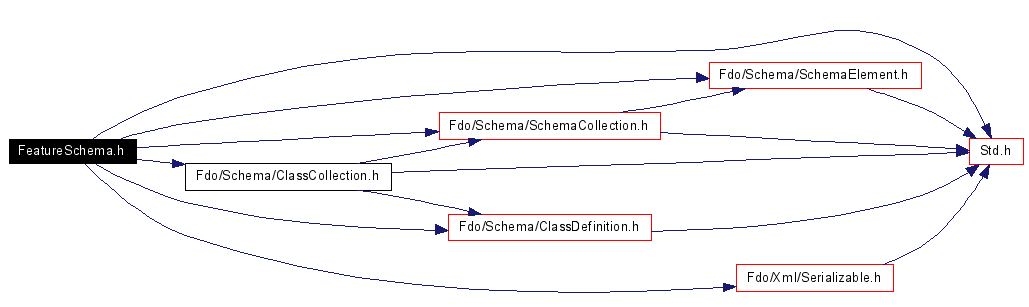 Fdo/Schema/SchemaElement.h
Fdo/Schema/SchemaCollection.h
FeatureSchema.h
Std.h
Fdo/Schema/ClassCollection.h
Fdo/Schema/ClassDefinition.h
Fdo/Xml/Serializable.h